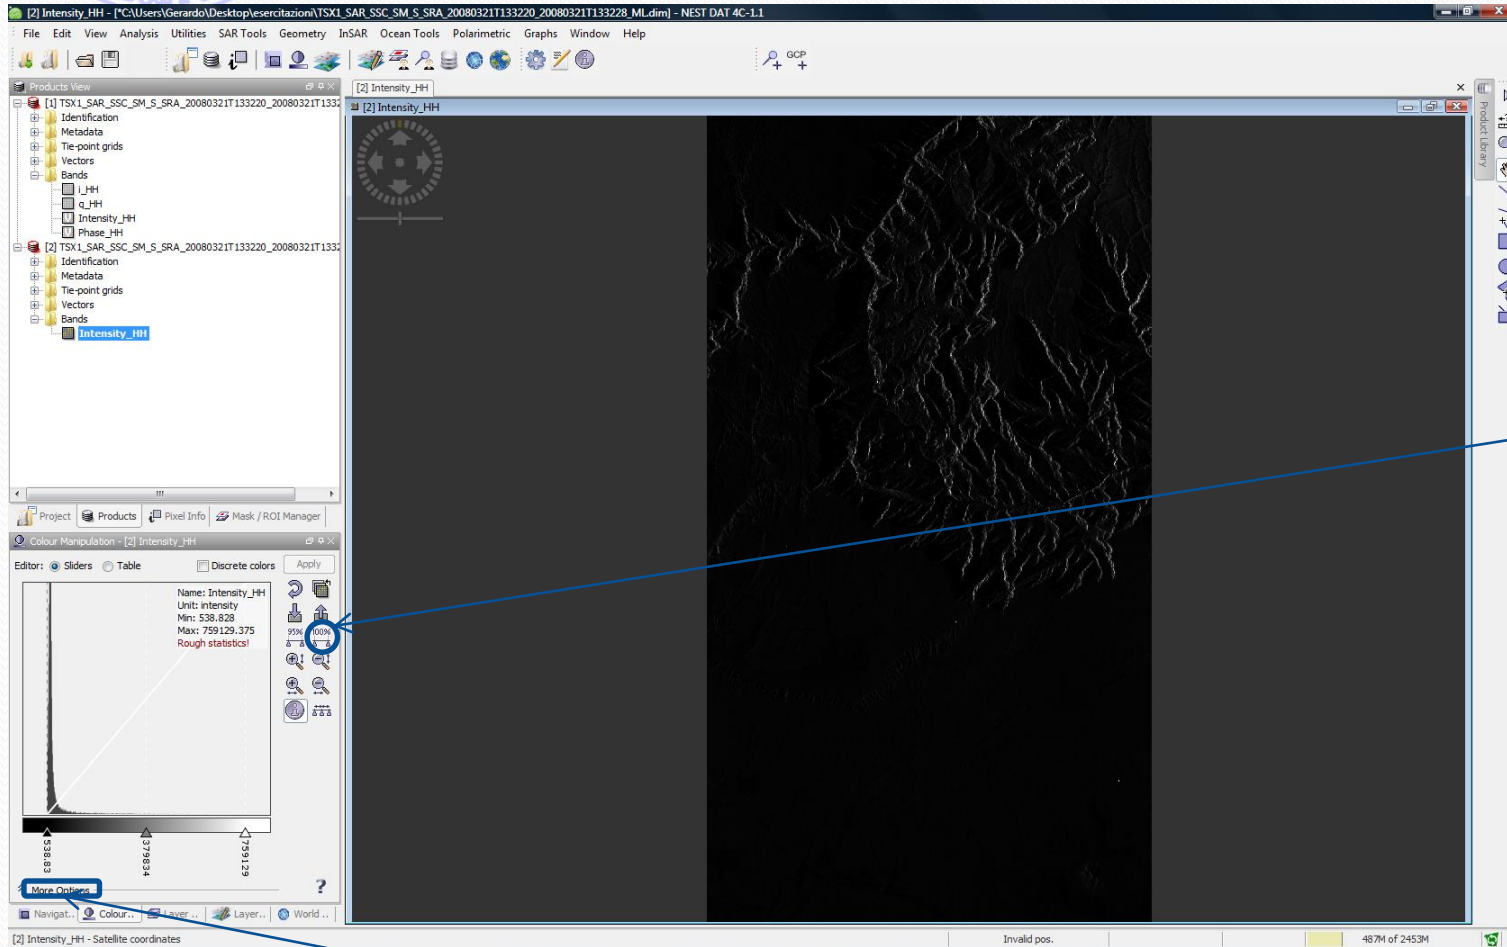 [2] Intensity_HH - [*C:\Users\Gerardo\Desktop\esercitazioni\TSX1_SAR_SSC_SM_S_SRA_20080321T133220_20080321T133228_ML.dim] - NEST DAT 4C-1.1
File Edit View Analysis Utilities SAR Tools Geometry InSAR Ocean Tools Polarimetric Graphs Window Help
GCP
Products View
[1] TSX1_SAR_SSC_SM_S_SRA_20080321T133220_20080321T1332
Identification
Metadata
Tie-point grids
Vectors
Bands
i_HH
q_HH
Intensity_HH
Phase_HH
[2] TSX1_SAR_SSC_SM_S_SRA_20080321T133220_20080321T1332
Identification
Metadata
Tie-point grids
Vectors
Bands
Intensity_HH
Project Products Pixel Info Mask / ROI Manager
[2] Intensity_HH
[2] Intensity_HH
Product Library
Colour Manipulation - [2] Intensity_HH
Editor: Sliders Table Discrete colors Apply
Name: Intensity_HH
Unit: intensity
Min: 538.828
Max: 759129.375
Rough statistics!
95% 100%
538.83
379834
759129
More Options
?
Navigat.. Colour.. Layer .. Layer.. World ..
[2] Intensity_HH - Satellite coordinates
Invalid pos.
487M of 2453M